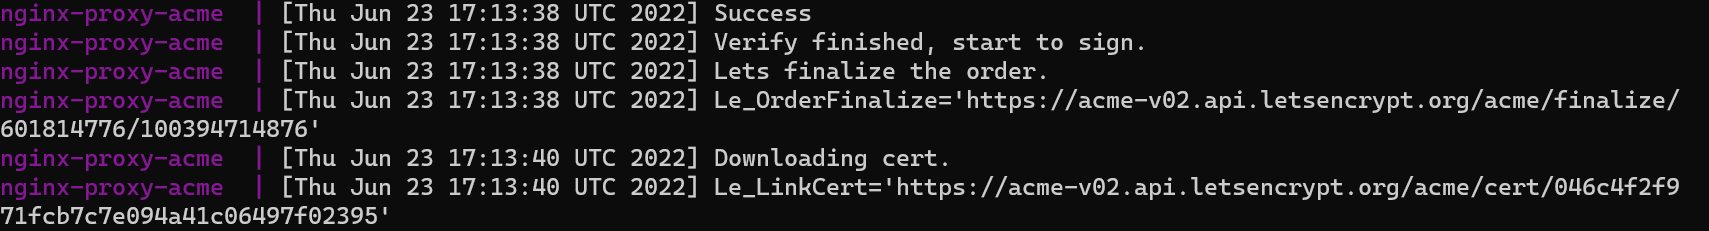 nginx-proxy-acme  | [Thu Jun 23 17:13:38 UTC 2022] Success
nginx-proxy-acme  | [Thu Jun 23 17:13:38 UTC 2022] Verify finished, start to sign.
nginx-proxy-acme  | [Thu Jun 23 17:13:38 UTC 2022] Lets finalize the order.
nginx-proxy-acme  | [Thu Jun 23 17:13:38 UTC 2022] Le_OrderFinalize='https://acme-v02.api.letsencrypt.org/acme/finalize/
601814776/100394714876'
nginx-proxy-acme  | [Thu Jun 23 17:13:40 UTC 2022] Downloading cert.
nginx-proxy-acme  | [Thu Jun 23 17:13:40 UTC 2022] Le_LinkCert='https://acme-v02.api.letsencrypt.org/acme/cert/046c4f2f9
71fcb7c7e094a41c06497f02395'